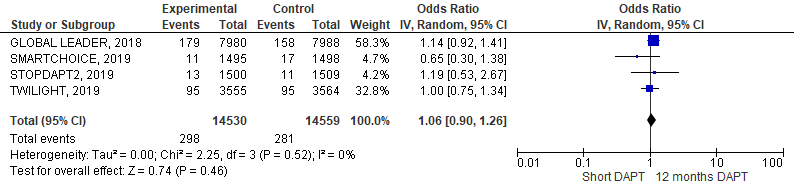 Experimental Control Odds Ratio Odds Ratio
Study or Subgroup Events Total Events Total Weight IV, Random, 95% CI IV, Random, 95% CI
GLOBAL LEADER, 2018 179 7980 158 7988 58.3% 1.14 [0.92, 1.41]
SMARTCHOICE, 2019 11 1495 17 1498 4.7% 0.65 [0.30, 1.38]
STOPDAPT2, 2019 13 1500 11 1509 4.2% 1.19 [0.53, 2.67]
TWILIGHT, 2019 95 3555 95 3564 32.8% 1.00 [0.75, 1.34]
Total (95% CI) 14530 14559 100.0% 1.06 [0.90, 1.26]
Total events 298 281
Heterogeneity: Tau² = 0.00; Chi² = 2.25, df = 3 (P = 0.52); I² = 0%
Test for overall effect: Z = 0.74 (P = 0.46)
0.01 0.1 1 10 100
Short DAPT 12 months DAPT